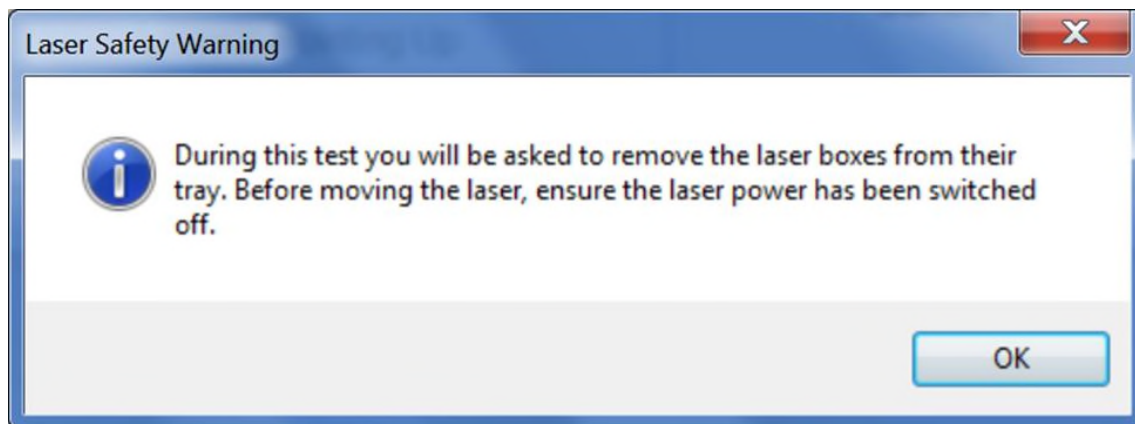 Laser Safety Warning
During this test you will be asked to remove the laser boxes from their
tray. Before moving the laser, ensure the laser power has been switched
off.
OK